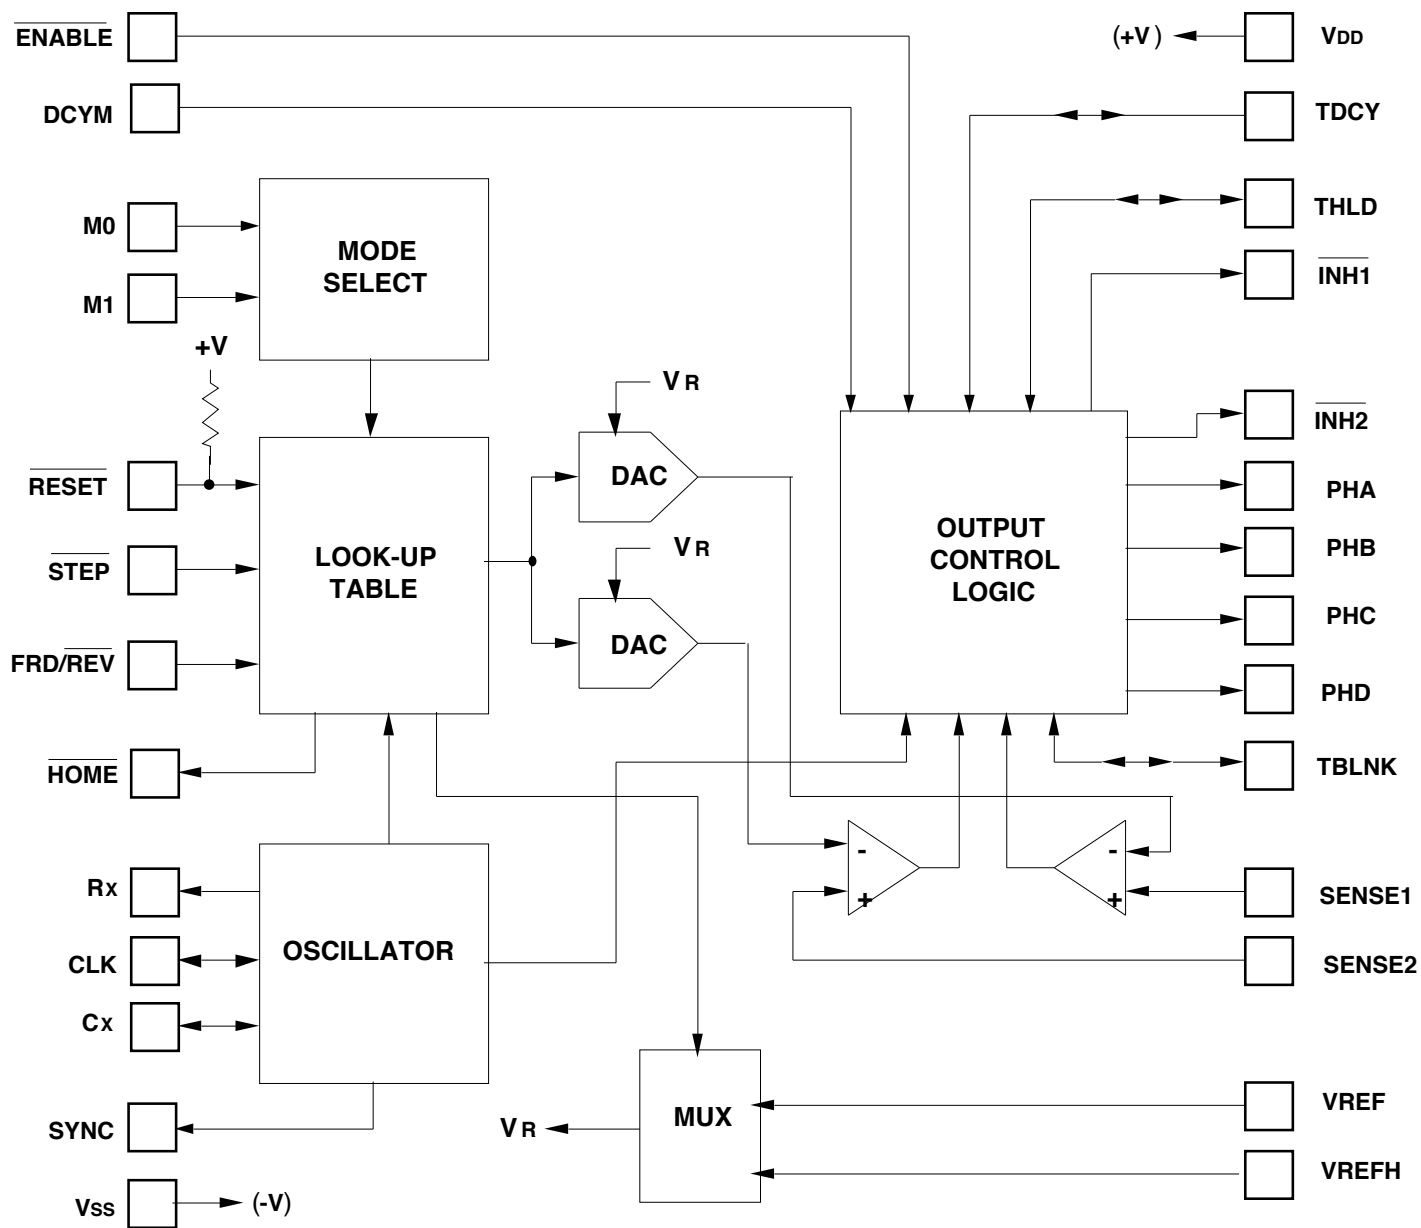 ENABLE
DCYM
M0
M1
MODE
SELECT
+V
RESET
STEP
FRD/REV
LOOK-UP
TABLE
HOME
RX
CLK
CX
OSCILLATOR
SYNC
VSS
(-V)
VR
DAC
VR
DAC
OUTPUT
CONTROL
LOGIC
-
+
-
+
VR
MUX
(+V)
VDD
TDCY
THLD
INH1
INH2
PHA
PHB
PHC
PHD
TBLNK
SENSE1
SENSE2
VREF
VREFH